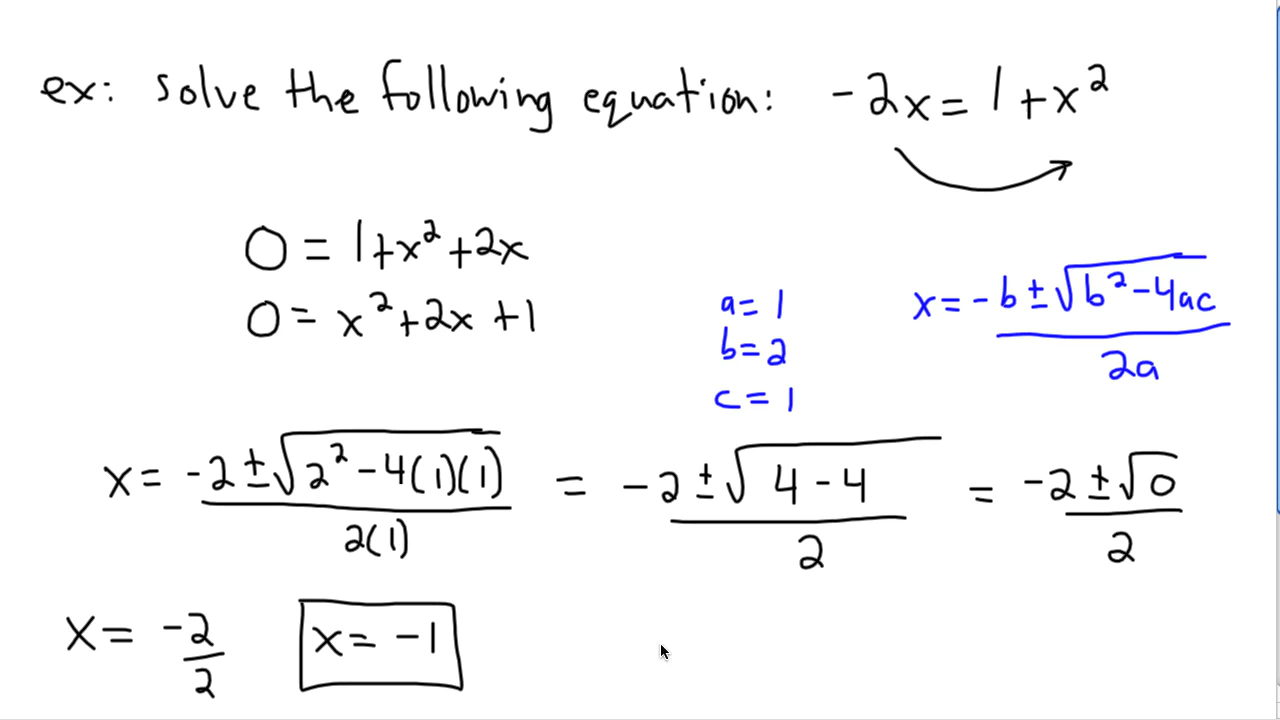 ex: solve the following equation: -2x = 1 + x²
0 = 1 + x² + 2x
0 = x² + 2x + 1
a = 1
b = 2
c = 1
x = (-b ± √(b² - 4ac)) / 2a
x = (-2 ± √(2² - 4(1)(1))) / 2(1) = (-2 ± √(4 - 4)) / 2 = (-2 ± √0) / 2
x = -2/2
x = -1